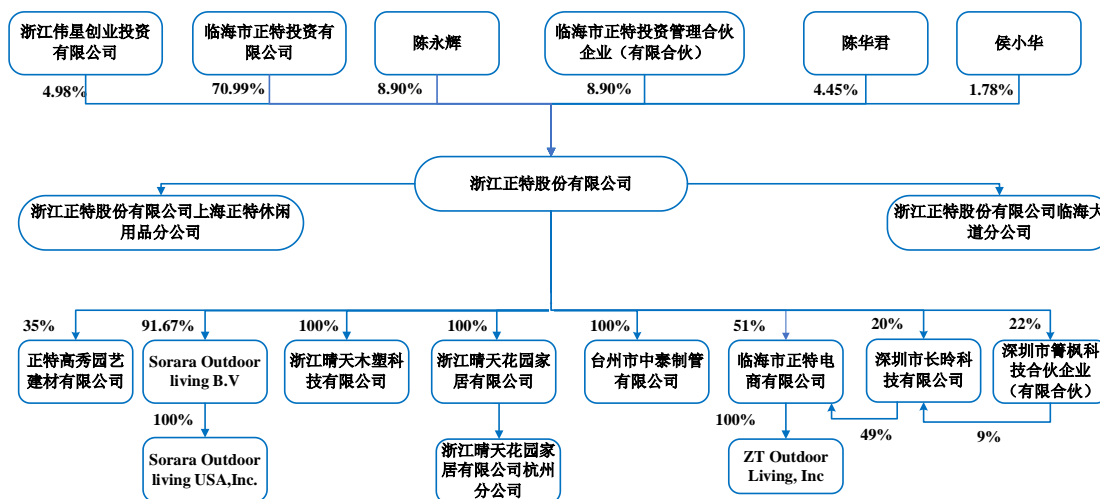 浙江伟星创业投资
有限公司
临海市正特投资有
限公司
陈永辉
临海市正特投资管理合伙
企业（有限合伙）
陈华君
侯小华
4.98%
70.99%
8.90%
8.90%
4.45%
1.78%
浙江正特股份有限公司
浙江正特股份有限公司上海正特休闲
用品分公司
浙江正特股份有限公司临海大
道分公司
35%
91.67%
100%
100%
100%
51%
20%
22%
正特高秀园艺
建材有限公司
Sorara Outdoor
living B.V
浙江晴天木塑科
技有限公司
浙江晴天花园家
居有限公司
台州市中泰制管
有限公司
临海市正特电
商有限公司
深圳市长昤科
技有限公司
深圳市箐枫科
技合伙企业
（有限合伙）
100%
100%
49%
9%
Sorara Outdoor
living USA,Inc.
浙江晴天花园家
居有限公司杭州
分公司
ZT Outdoor
Living, Inc